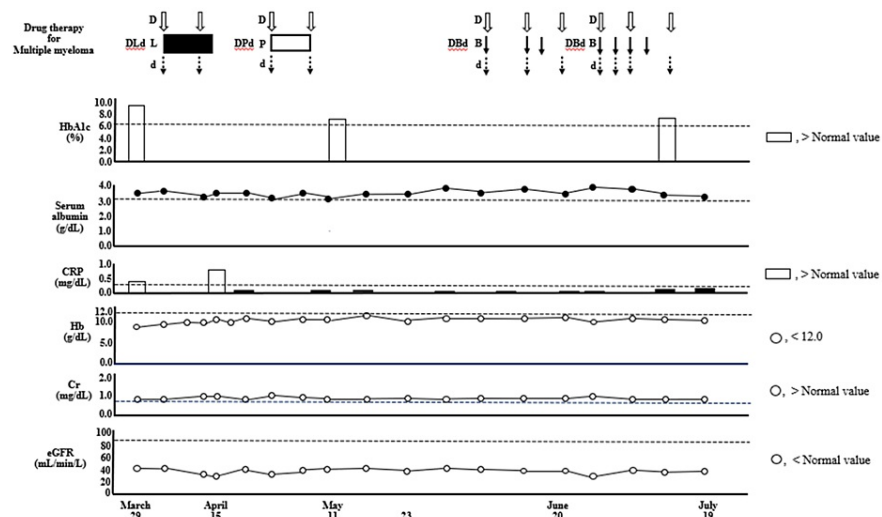 Drug therapy
for
Multiple myeloma
D D D D
DLd L DPd P DBd B DBd B
d d d d
HbA1c
(%)
10.0
8.0
6.0
4.0
2.0
0.0
, > Normal value
Serum
albumin
(g/dL)
4.0
3.0
2.0
1.0
0.0
CRP
(mg/dL)
1.0
0.5
0.0
, > Normal value
Hb
(g/dL)
12.0
10.0
5.0
0.0
, < 12.0
Cr
(mg/dL)
2.0
1.0
0.0
, > Normal value
eGFR
(mL/min/L)
100
80
60
40
20
0
, < Normal value
March April May June July
29 15 11 23 20 19